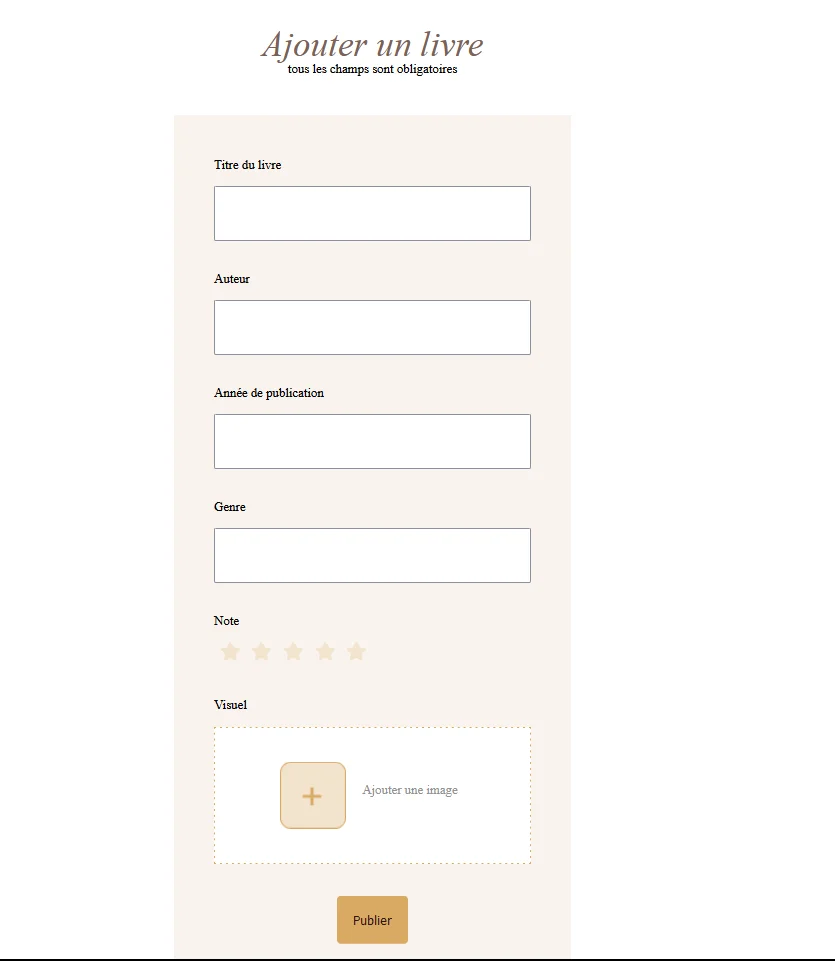 Ajouter un livre
tous les champs sont obligatoires
Titre du livre
Auteur
Année de publication
Genre
Note
Visuel
Ajouter une image
Publier